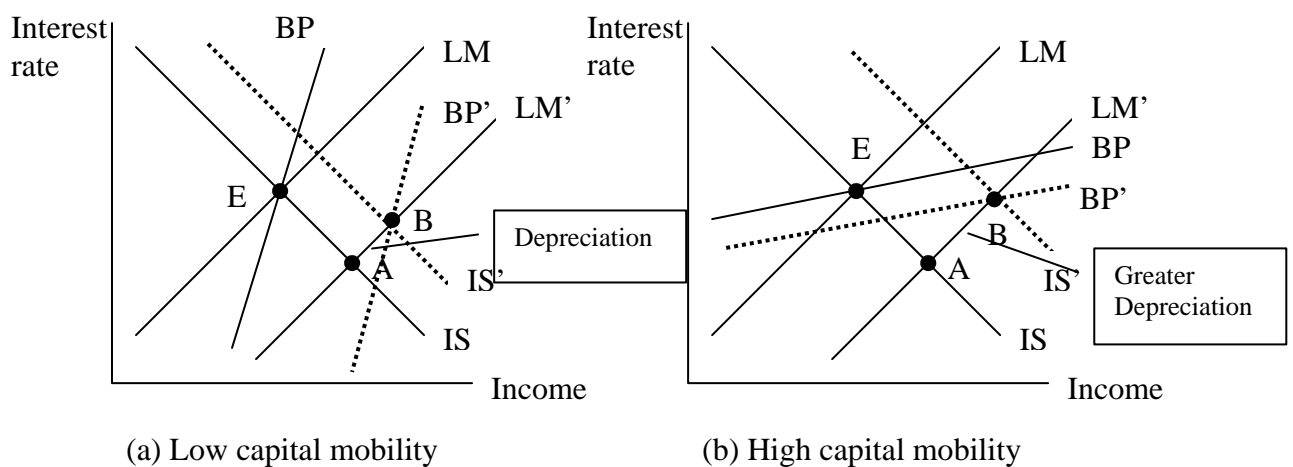 Interest
rate
BP
LM
BP’
LM’
E
B
A
Depreciation
IS’
IS
Income
(a) Low capital mobility
Interest
rate
LM
LM’
E
BP
BP’
B
A
IS’
Greater
Depreciation
IS
Income
(b) High capital mobility